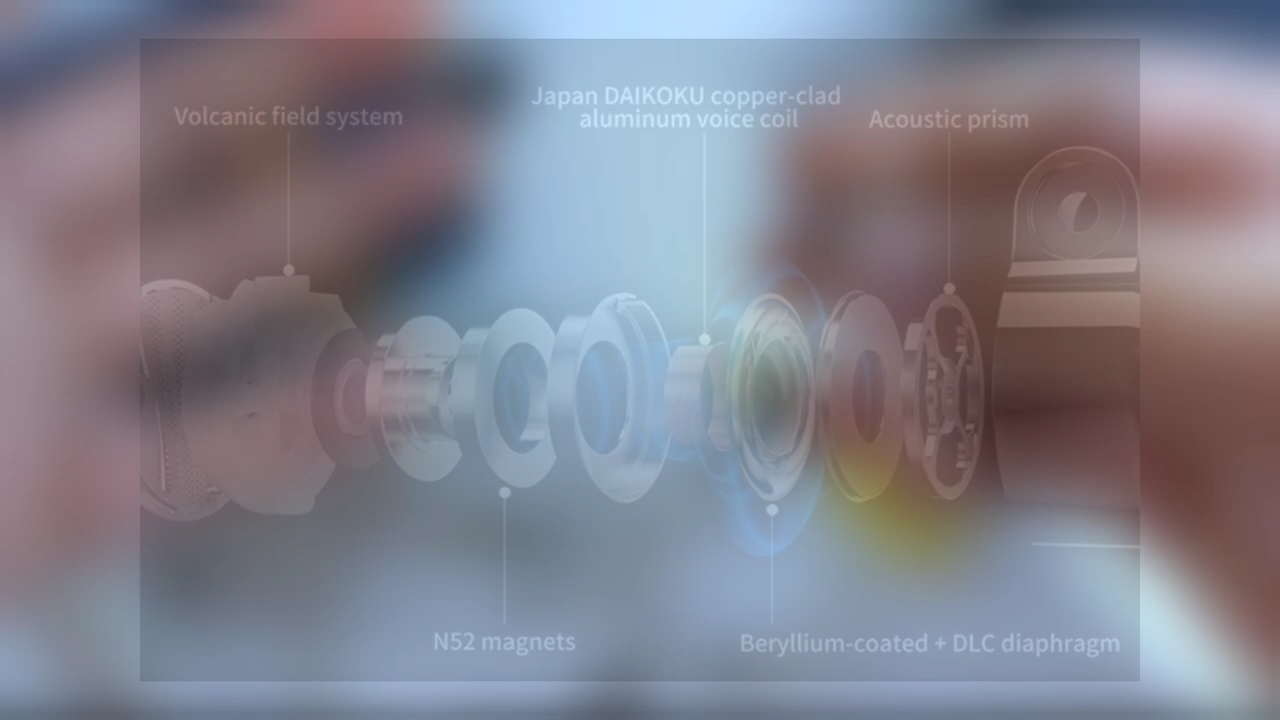 Japan DAIKOKU copper-clad
aluminum voice coil
Volcanic field system
Acoustic prism
N52 magnets
Beryllium-coated + DLC diaphragm